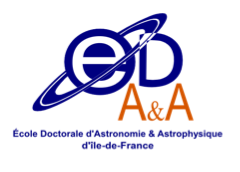 eD
A&A
École Doctorale d'Astronomie & Astrophysique
d'île-de-France